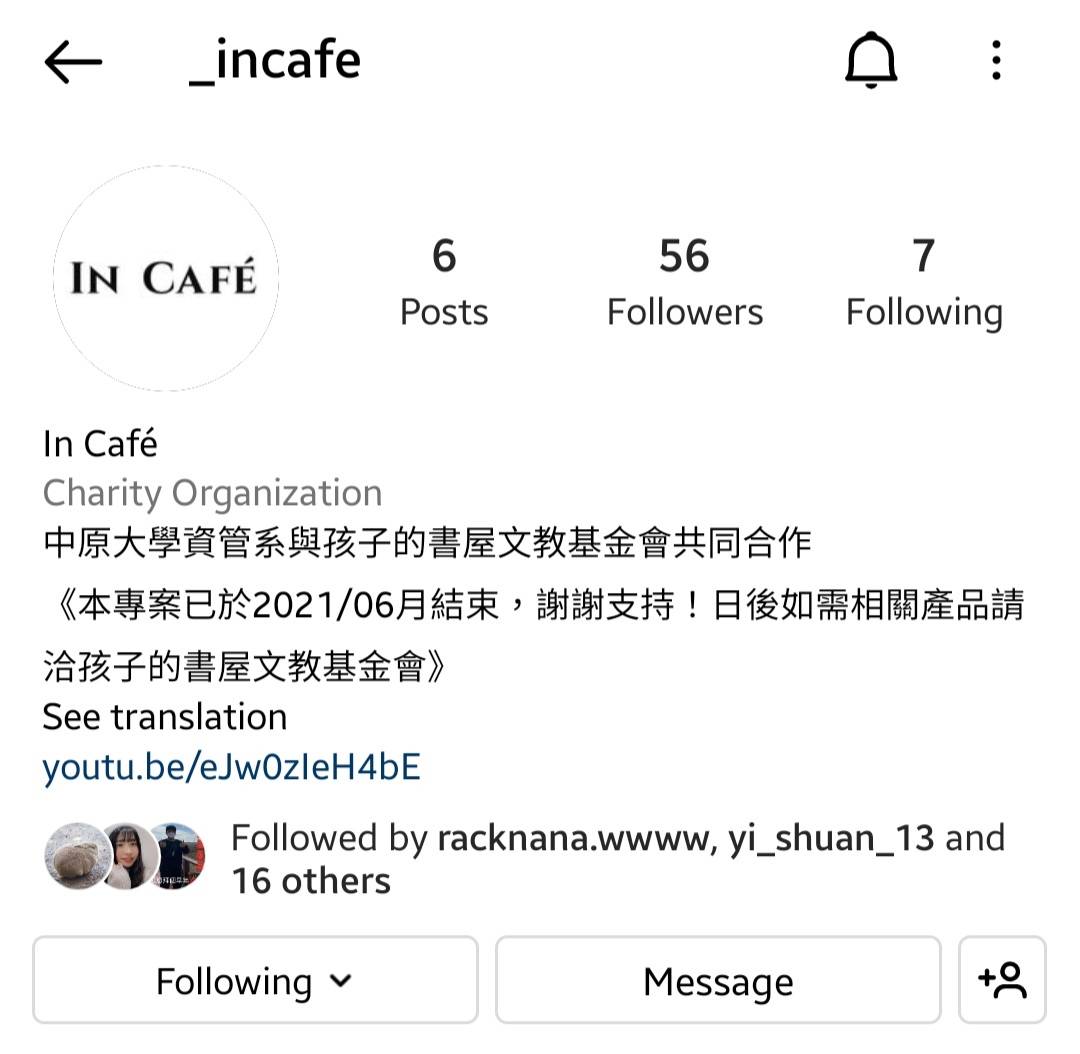 _incafe
IN CAFÉ
6
Posts
56
Followers
7
Following
In Café
Charity Organization
中原大學資管系與孩子的書屋文教基金會共同合作
《本專案已於2021/06月結束，謝謝支持！日後如需相關產品請
洽孩子的書屋文教基金會》
See translation
youtu.be/eJw0zIeH4bE
Followed by racknana.wwww, yi_shuan_13 and
16 others
Following
Message